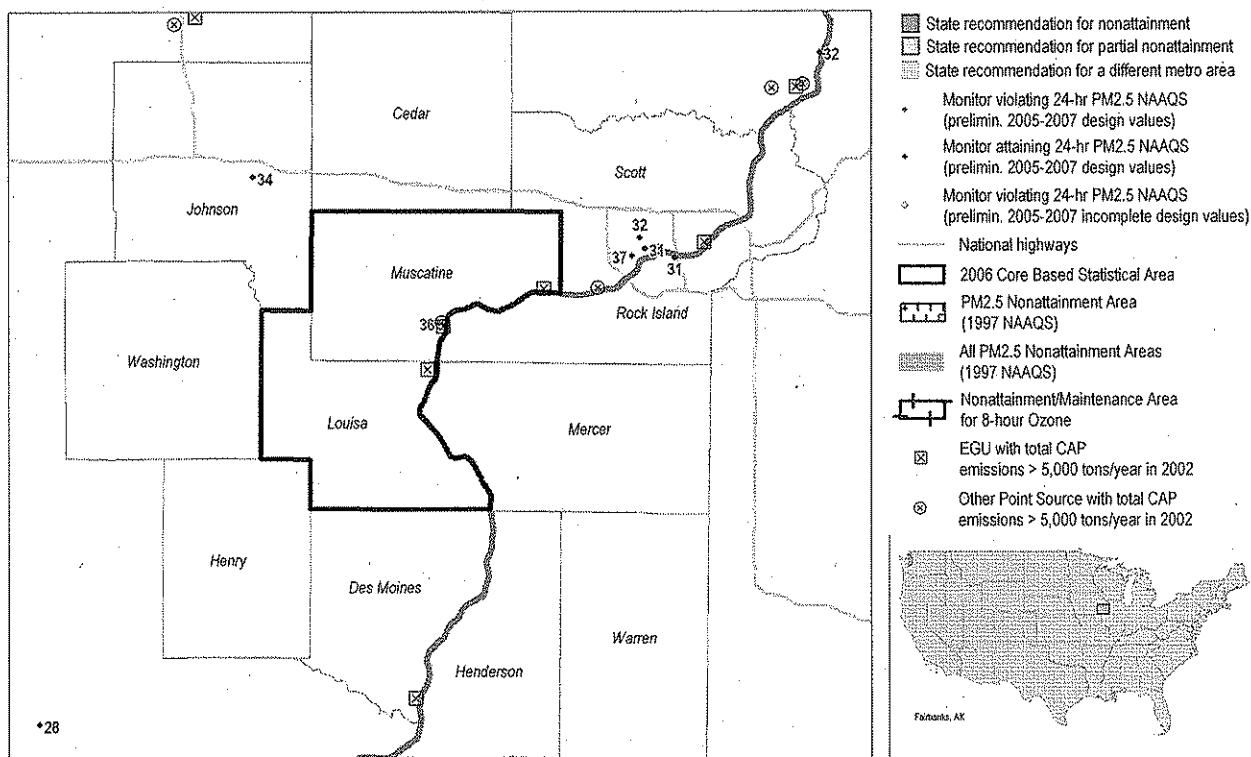 32
Cedar
Scott
34
Johnson
32
31
37
31
Muscatine
Rock Island
36
Washington
Louisa
Mercer
Henry
Des Moines
Warren
Henderson
28
State recommendation for nonattainment
State recommendation for partial nonattainment
State recommendation for a different metro area
Monitor violating 24-hr PM2.5 NAAQS
(prelimin. 2005-2007 design values)
Monitor attaining 24-hr PM2.5 NAAQS
(prelimin. 2005-2007 design values)
Monitor violating 24-hr PM2.5 NAAQS
(prelimin. 2005-2007 incomplete design values)
National highways
2006 Core Based Statistical Area
PM2.5 Nonattainment Area
(1997 NAAQS)
All PM2.5 Nonattainment Areas
(1997 NAAQS)
Nonattainment/Maintenance Area
for 8-hour Ozone
EGU with total CAP
emissions > 5,000 tons/year in 2002
Other Point Source with total CAP
emissions > 5,000 tons/year in 2002
Fairbanks, AK